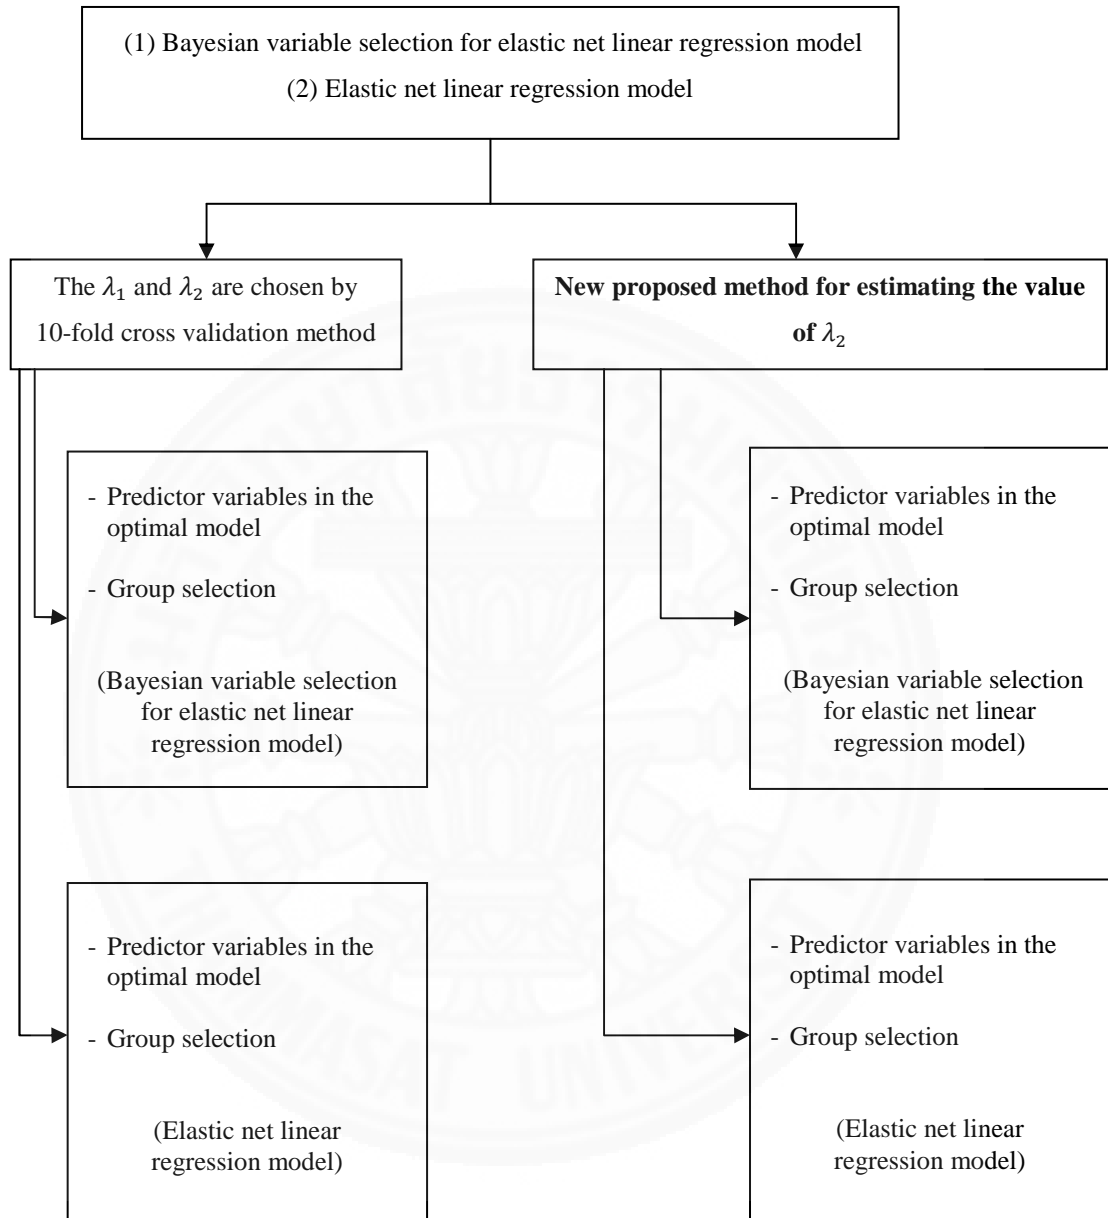 (1) Bayesian variable selection for elastic net linear regression model
(2) Elastic net linear regression model
The λ₁ and λ₂ are chosen by
10-fold cross validation method
New proposed method for estimating the value
of λ₂
- Predictor variables in the
optimal model
- Group selection
(Bayesian variable selection
for elastic net linear
regression model)
- Predictor variables in the
optimal model
- Group selection
(Bayesian variable selection
for elastic net linear
regression model)
- Predictor variables in the
optimal model
- Group selection
(Elastic net linear
regression model)
- Predictor variables in the
optimal model
- Group selection
(Elastic net linear
regression model)
THAMMASAT UNIVERSITY